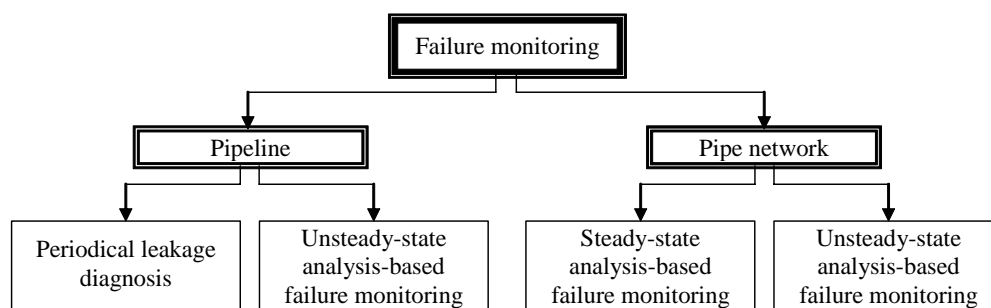 Failure monitoring
Pipeline
Pipe network
Periodical leakage
diagnosis
Unsteady-state
analysis-based
failure monitoring
Steady-state
analysis-based
failure monitoring
Unsteady-state
analysis-based
failure monitoring